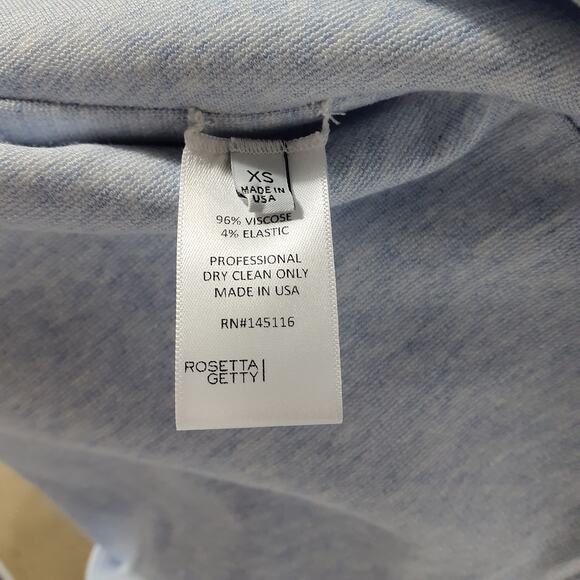 XS
MADE IN
USA
96% VISCOSE
4% ELASTIC
PROFESSIONAL
DRY CLEAN ONLY
MADE IN USA
RN#145116
ROSETTA
GETTY